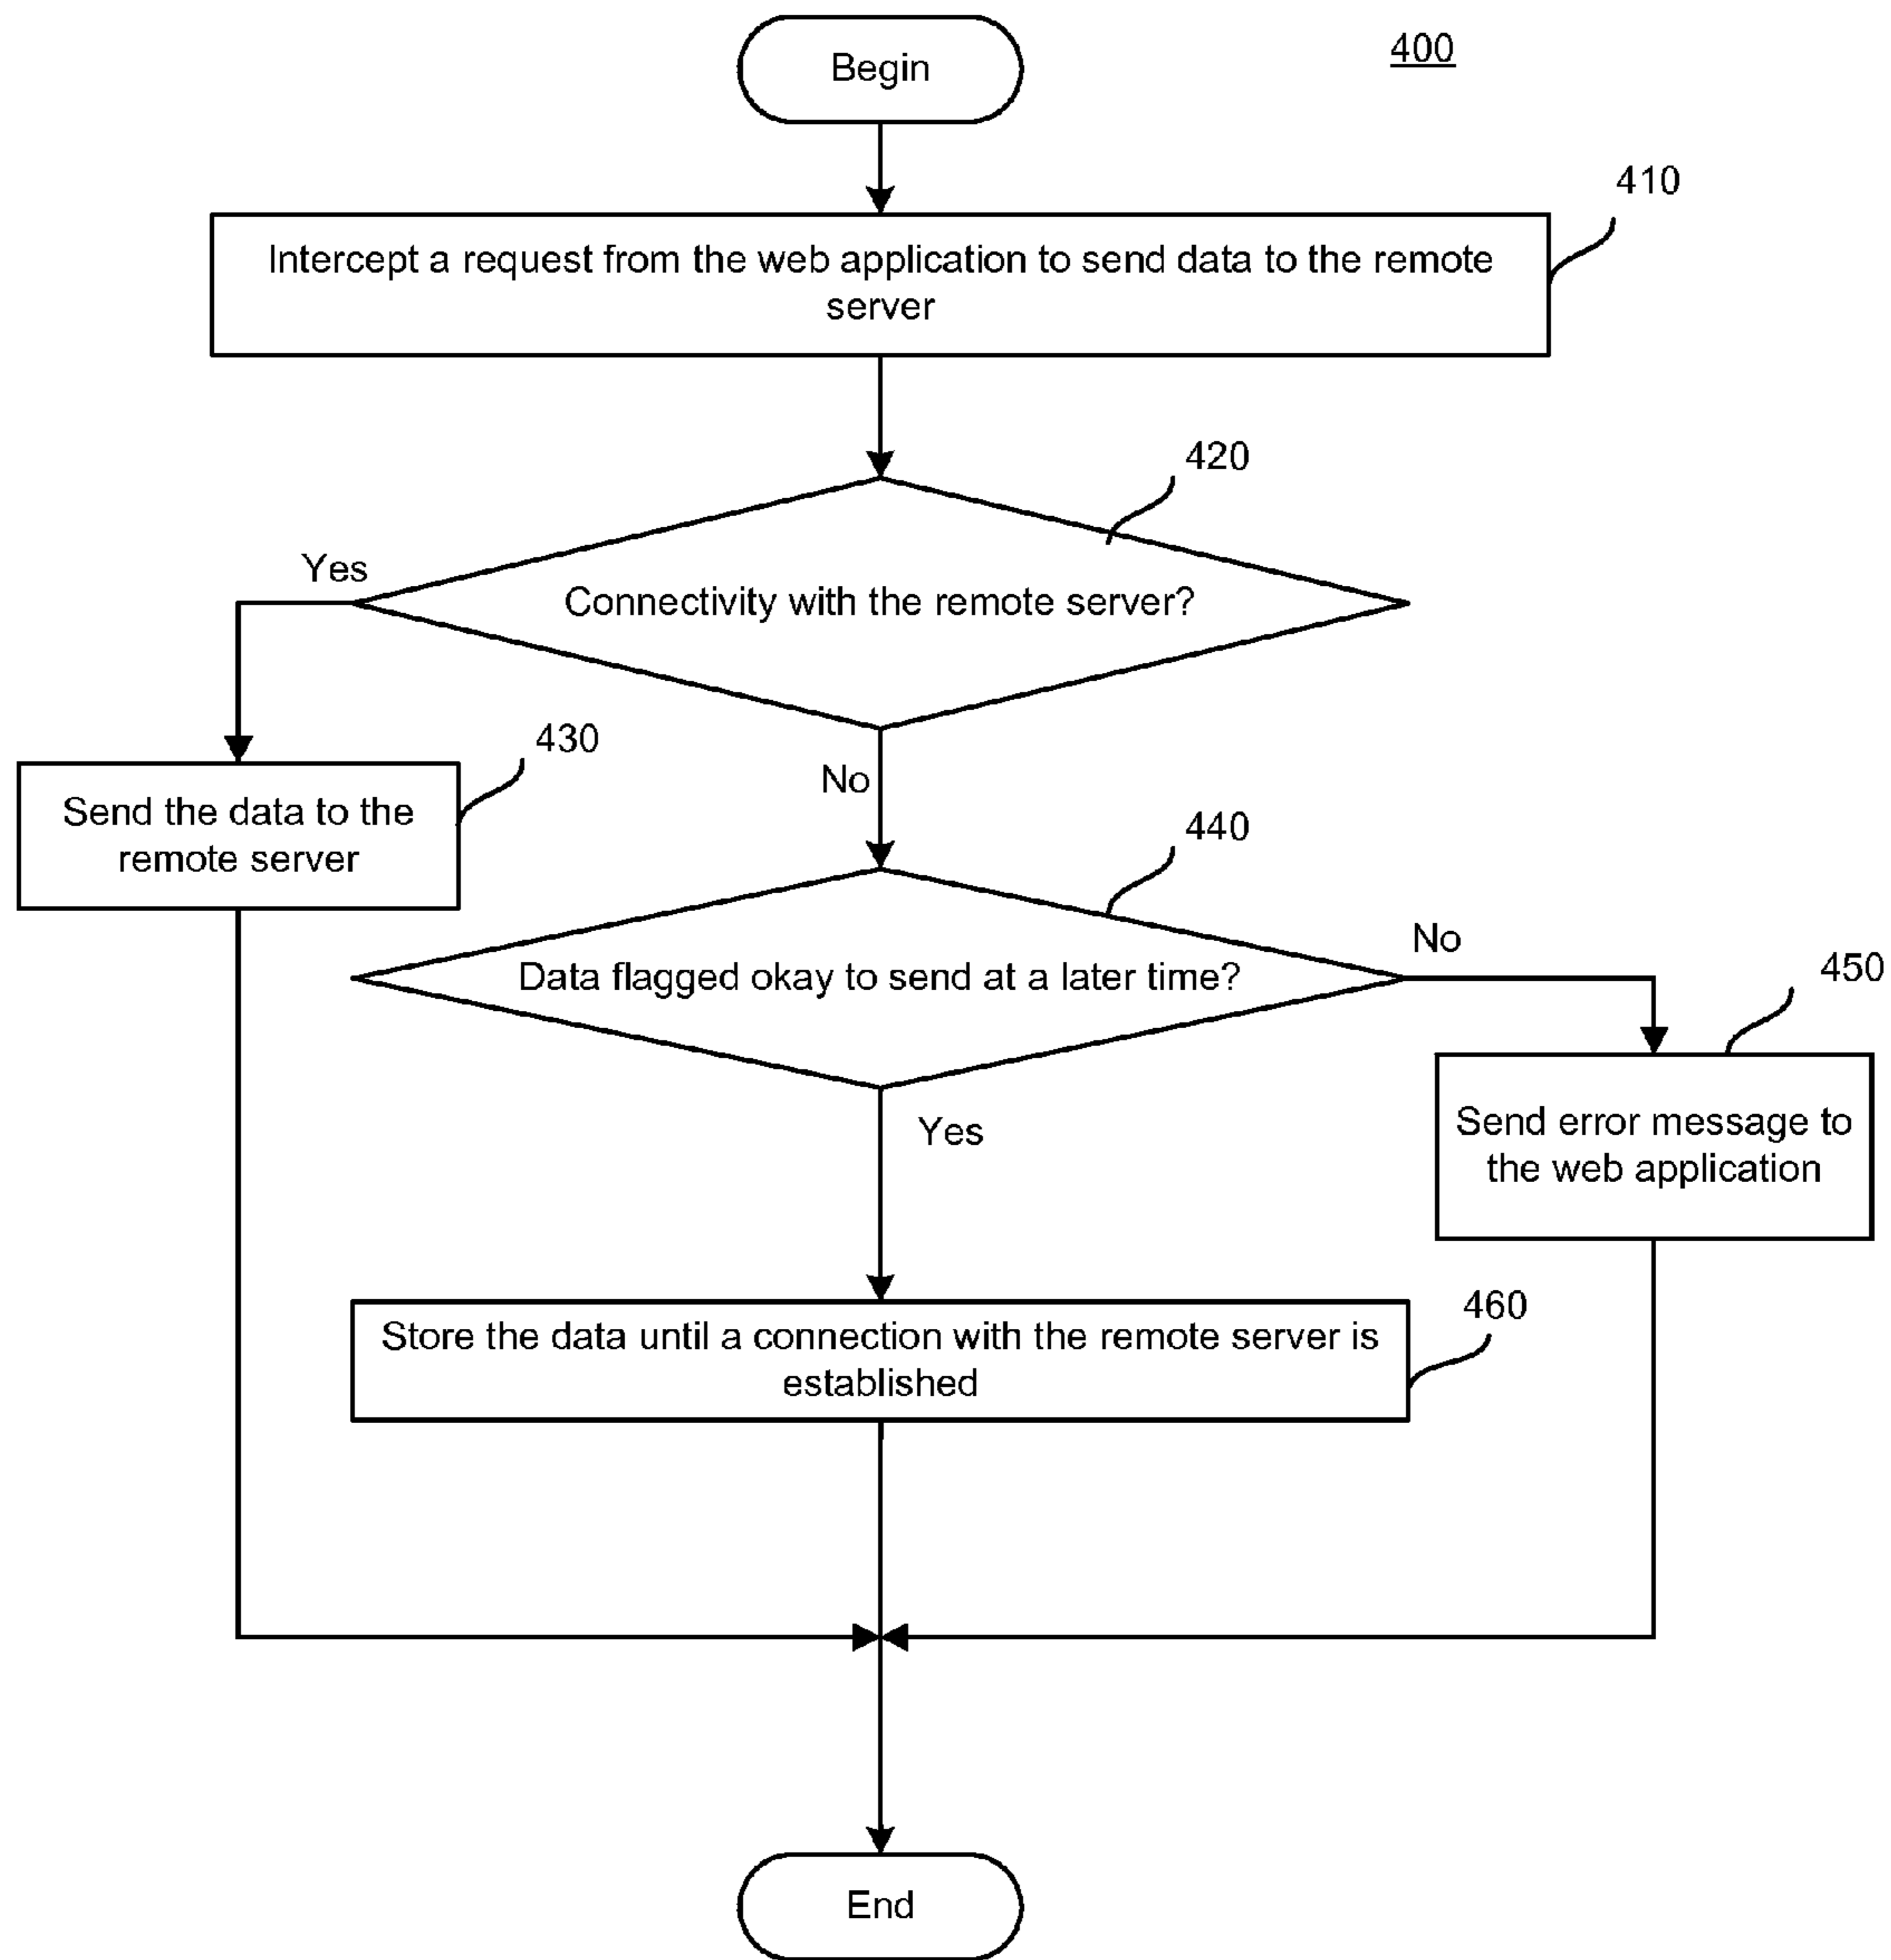 Begin
400
410
Intercept a request from the web application to send data to the remote
server
420
Yes
Connectivity with the remote server?
430
No
Send the data to the
remote server
440
No
Data flagged okay to send at a later time?
450
Yes
Send error message to
the web application
460
Store the data until a connection with the remote server is
established
End